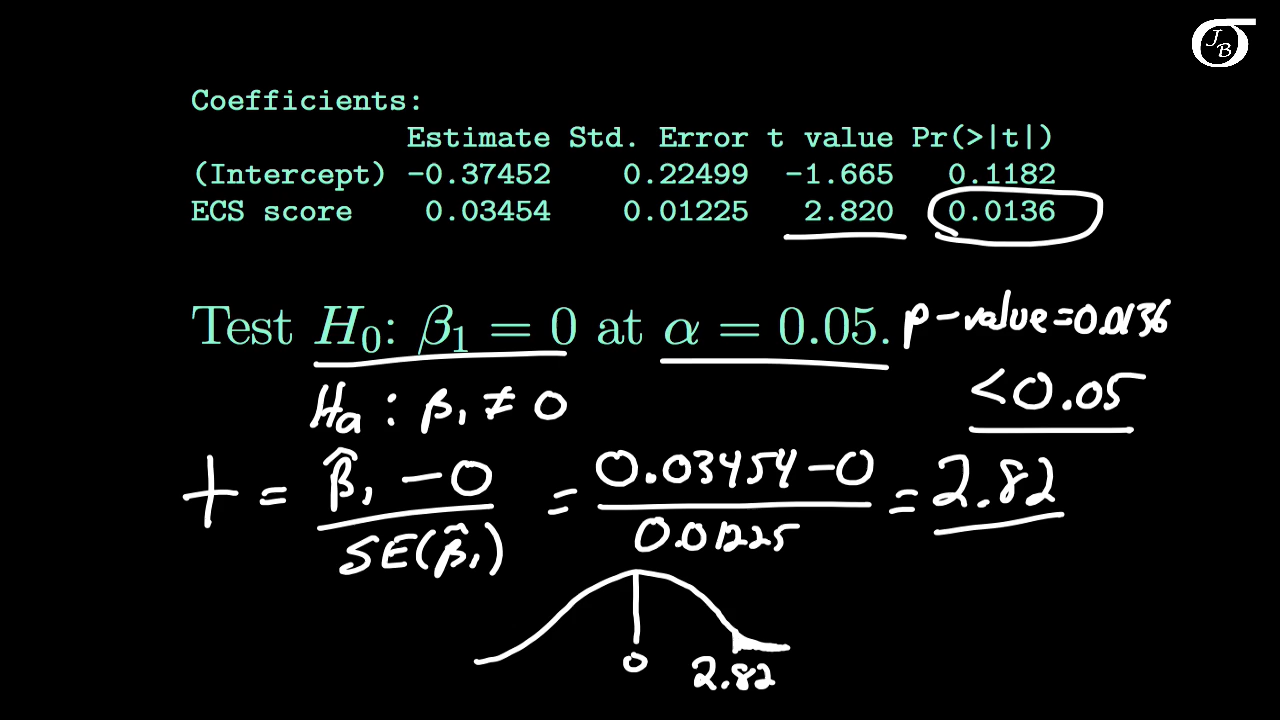 σ JB
Coefficients:
Estimate Std. Error t value Pr(>|t|)
(Intercept) -0.37452 0.22499 -1.665 0.1182
ECS score 0.03454 0.01225 2.820 0.0136
Test H₀: β₁ = 0 at α = 0.05. p-value=0.0136
<0.05
Hₐ : β₁ ≠ 0
t = (β̂₁ - 0) / SE(β̂₁) = (0.03454-0) / 0.01225 = 2.82
0 2.82